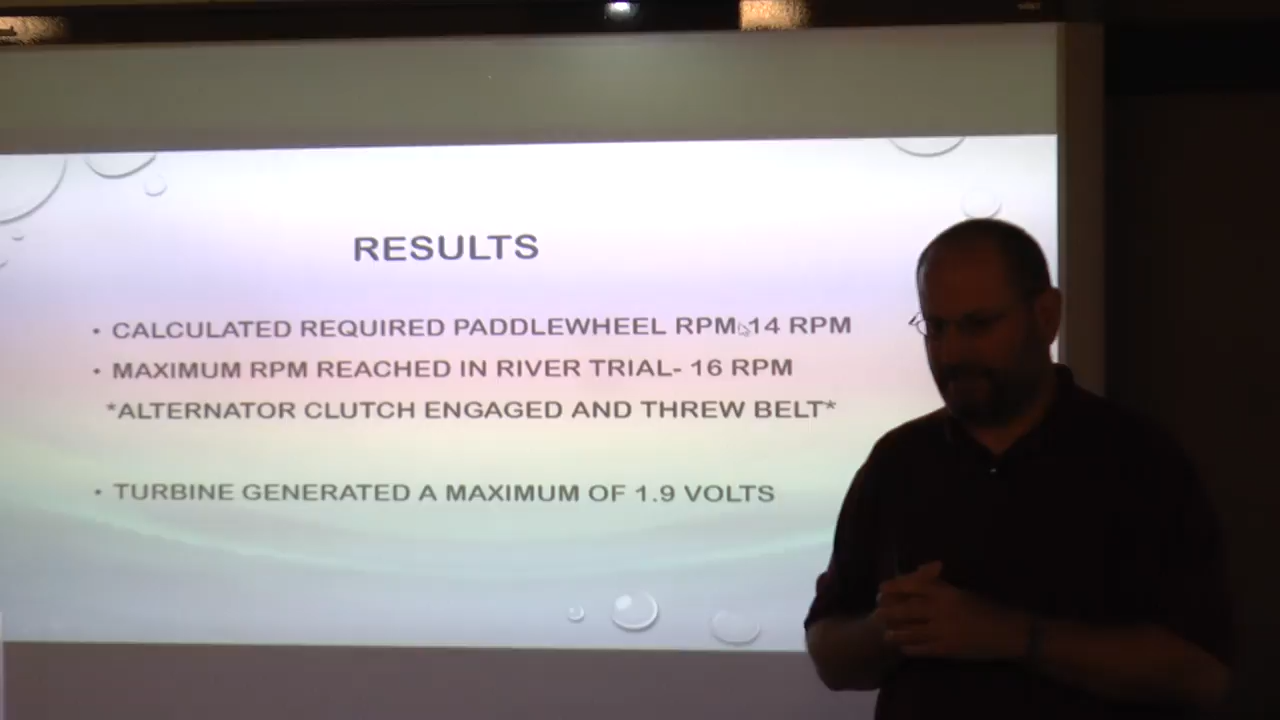 RESULTS
• CALCULATED REQUIRED PADDLEWHEEL RPM-14 RPM
• MAXIMUM RPM REACHED IN RIVER TRIAL- 16 RPM
*ALTERNATOR CLUTCH ENGAGED AND THREW BELT*
• TURBINE GENERATED A MAXIMUM OF 1.9 VOLTS